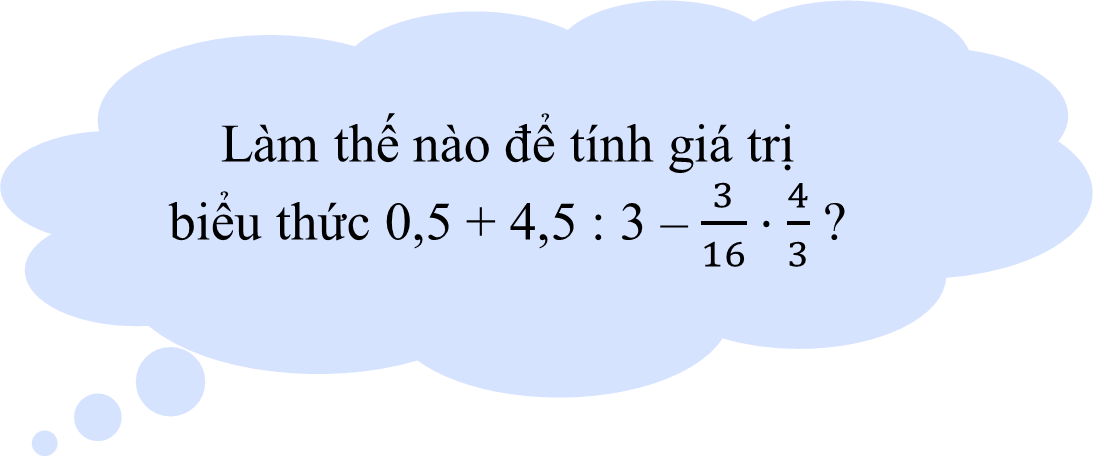 Làm thế nào để tính giá trị
biểu thức 0,5 + 4,5 : 3 – 3/16 · 4/3 ?